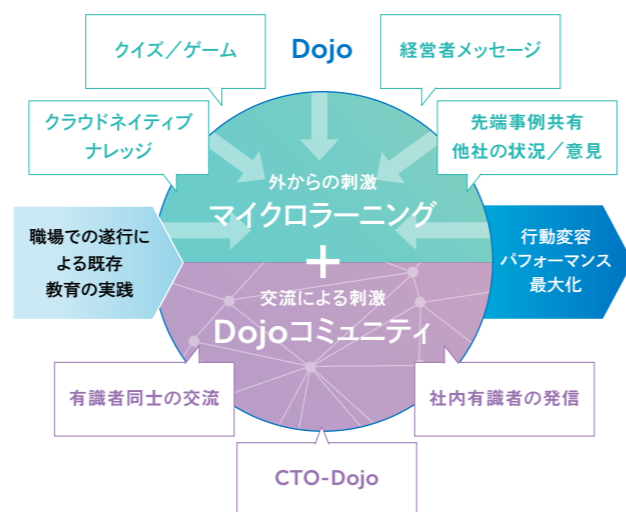 クイズ／ゲーム
Dojo
経営者メッセージ
クラウドネイティブ
ナレッジ
先端事例共有
他社の状況／意見
外からの刺激
マイクロラーニング
職場での遂行に
よる既存
教育の実践
+
行動変容
パフォーマンス
最大化
交流による刺激
Dojoコミュニティ
有識者同士の交流
社内有識者の発信
CTO-Dojo